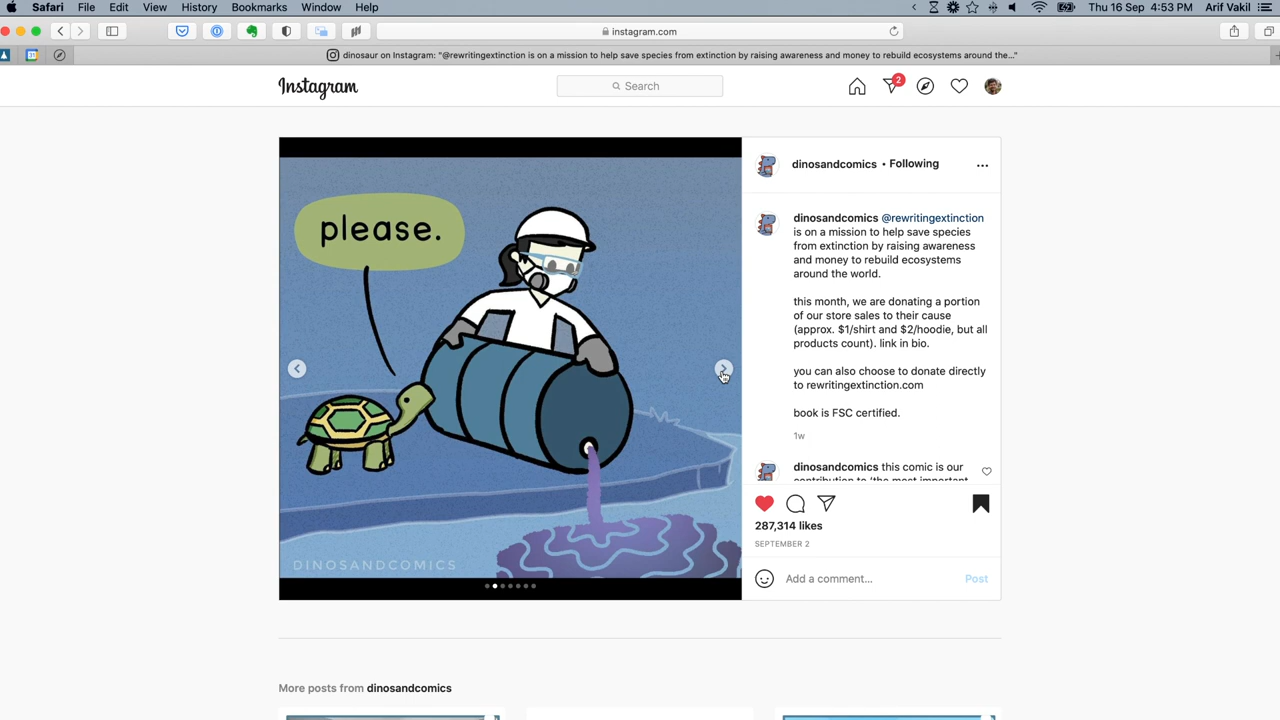 Safari File Edit View History Bookmarks Window Help Thu 16 Sep 4:53 PM Arif Vakil
instagram.com
dinosaur on Instagram: "@rewritingextinction is on a mission to help save species from extinction by raising awareness and money to rebuild ecosystems around the..."
Instagram
Search
2
please.
DINOSANDCOMICS
dinosandcomics • Following
dinosandcomics @rewritingextinction
is on a mission to help save species
from extinction by raising awareness
and money to rebuild ecosystems
around the world.
this month, we are donating a portion
of our store sales to their cause
(approx. $1/shirt and $2/hoodie, but all
products count). link in bio.
you can also choose to donate directly
to rewritingextinction.com
book is FSC certified.
1w
dinosandcomics this comic is our
contribution to 'the most important
287,314 likes
SEPTEMBER 2
Add a comment... Post
More posts from dinosandcomics